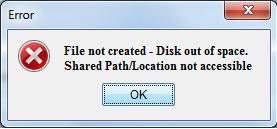 Error
File not created - Disk out of space.
Shared Path/Location not accessible
OK